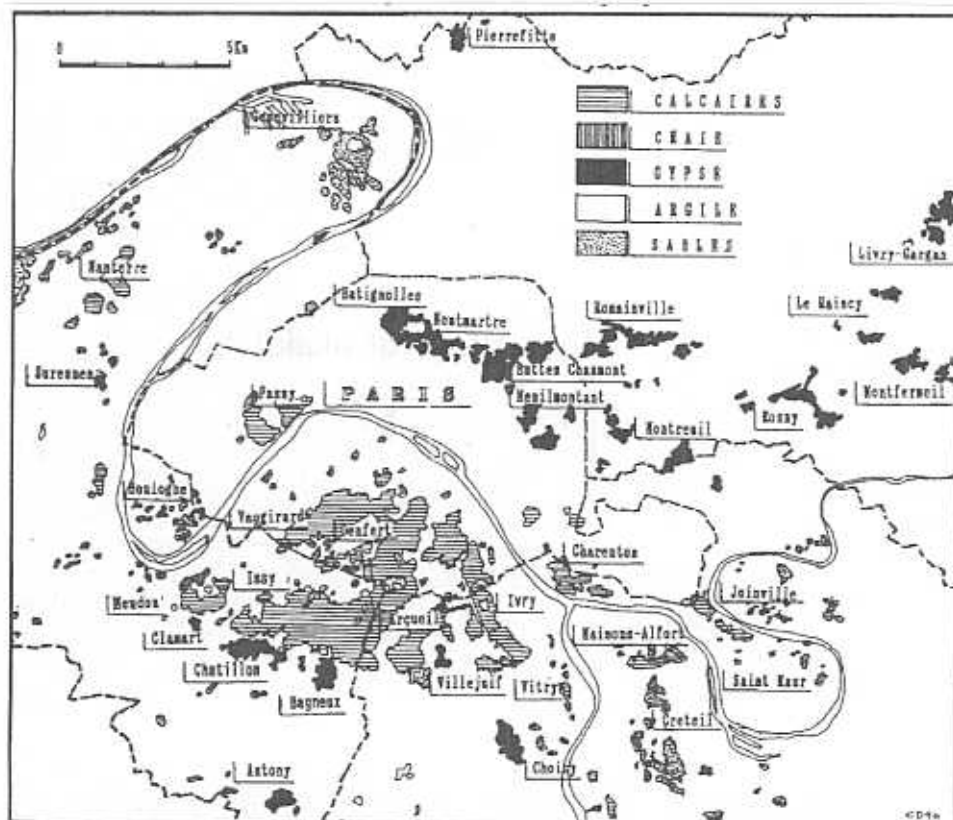 Pierrefitte
0 5Km
CALCAIRES
CRAIE
GYPSE
ARGILE
SABLES
Gennevilliers
Livry-Gargan
Nanterre
Batignolles
Romainville
Le Raincy
Montmartre
Suresnes
Buttes Chaumont
Montfermeil
Passy
PARIS
Menilmontant
Rosny
Montreuil
Boulogne
Vaugirard
Denfert
Charenton
Issy
Joinville
Meudon
Ivry
Arcueil
Clamart
Maisons-Alfort
Chatillon
Villejuif
Vitry
Saint Maur
Bagneux
Creteil
Choisy
Antony